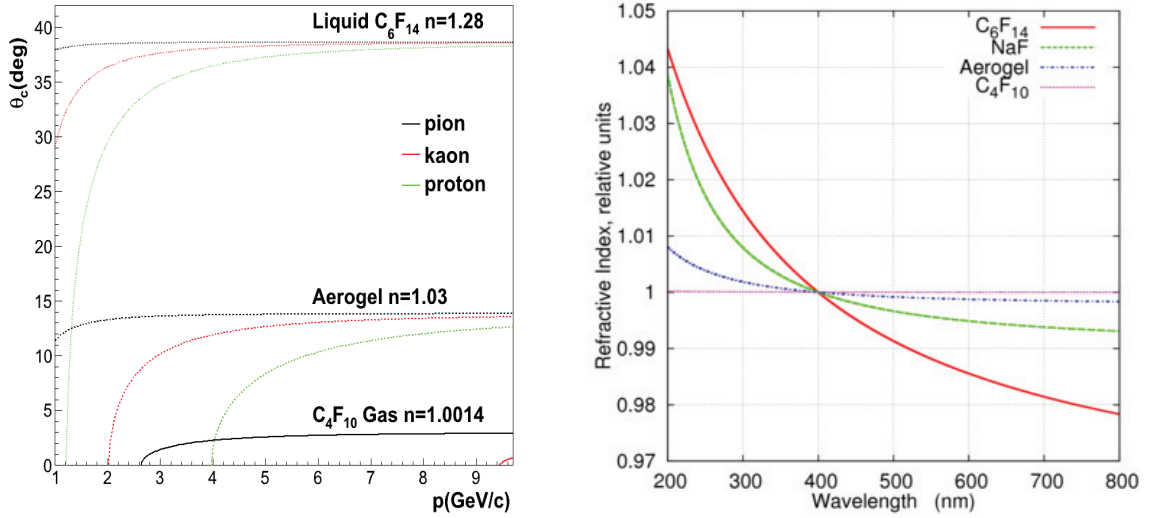 Liquid C₆F₁₄ n=1.28
θc(deg)
40
35
30
25
20
15
10
5
0
pion
kaon
proton
Aerogel n=1.03
C₄F₁₀ Gas n=1.0014
1 2 3 4 5 6 7 8 9
p(GeV/c)
Refractive Index, relative units
1.05
1.04
1.03
1.02
1.01
1
0.99
0.98
0.97
C₆F₁₄
NaF
Aerogel
C₄F₁₀
200 300 400 500 600 700 800
Wavelength (nm)